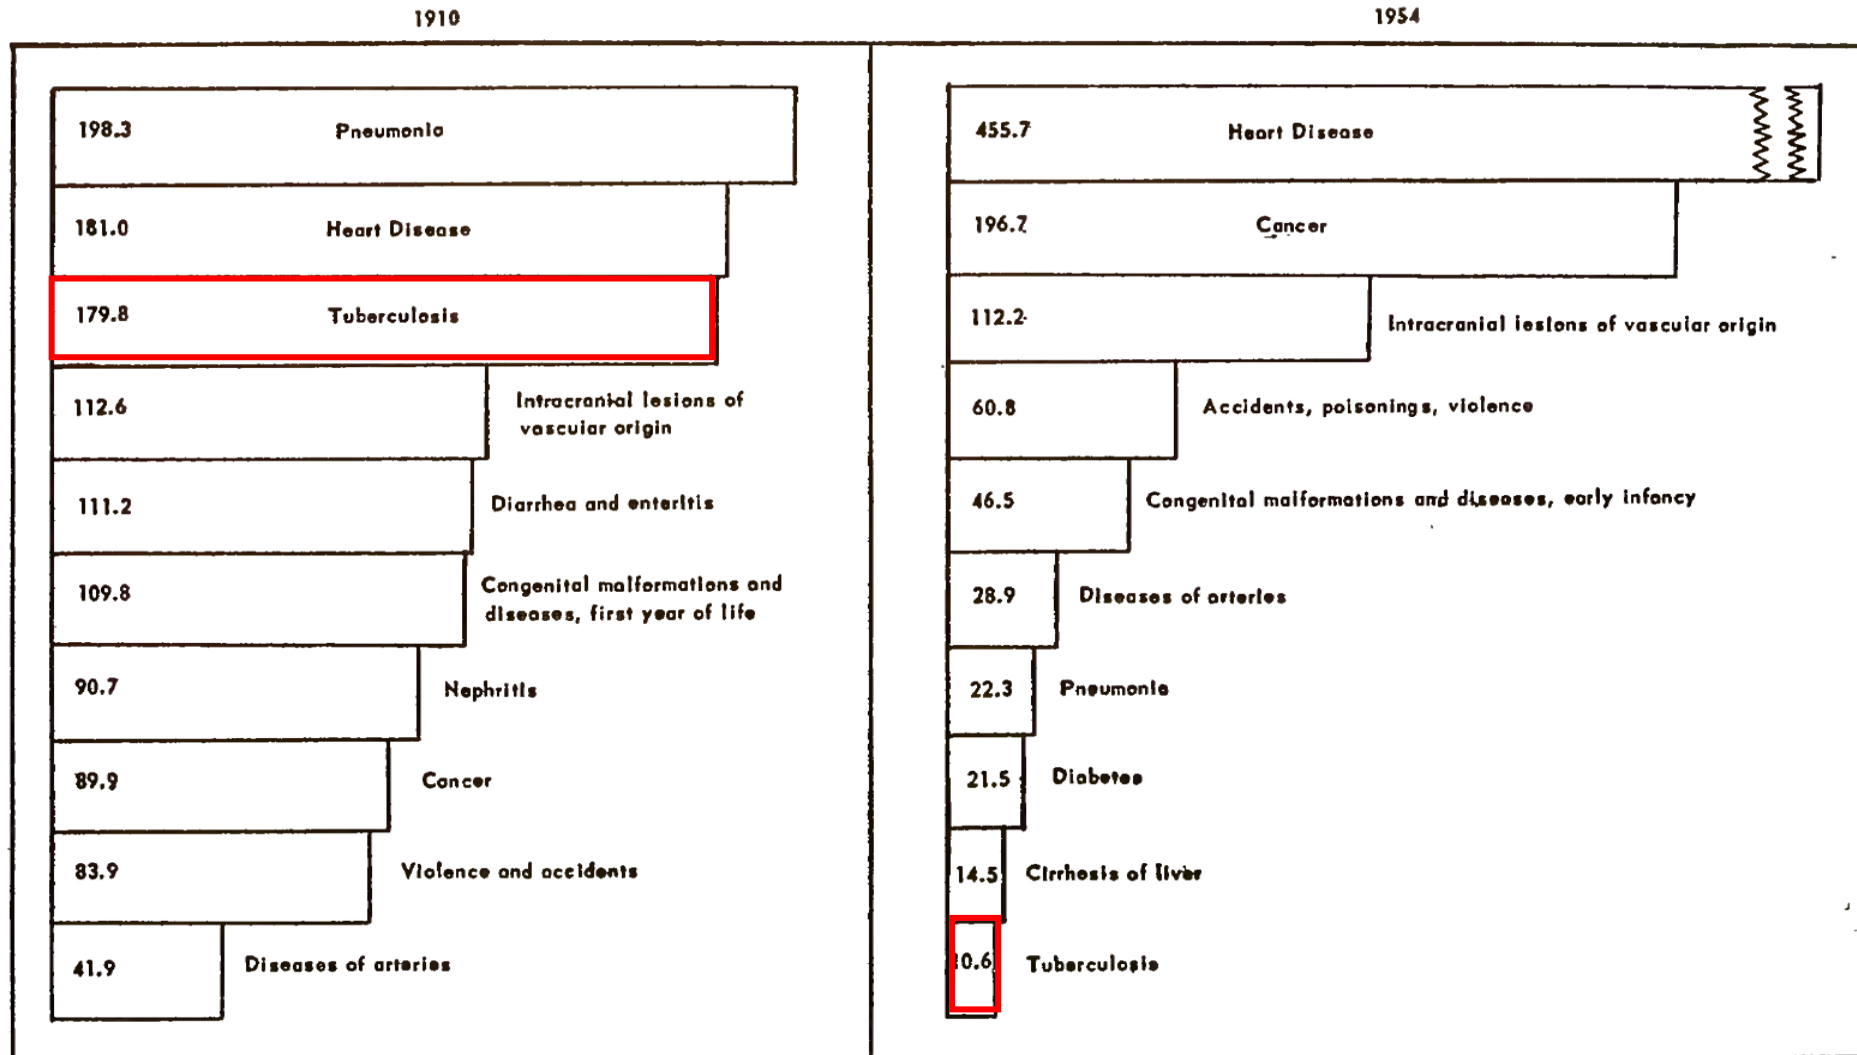 1910
198.3 Pneumonia
181.0 Heart Disease
179.8 Tuberculosis
112.6 Intracranial lesions of
vascular origin
111.2 Diarrhea and enteritis
109.8 Congenital malformations and
diseases, first year of life
90.7 Nephritis
89.9 Cancer
83.9 Violence and accidents
41.9 Diseases of arteries
1954
455.7 Heart Disease
196.7 Cancer
112.2 Intracranial lesions of vascular origin
60.8 Accidents, poisonings, violence
46.5 Congenital malformations and diseases, early infancy
28.9 Diseases of arteries
22.3 Pneumonia
21.5 Diabetes
14.5 Cirrhosis of liver
10.6 Tuberculosis